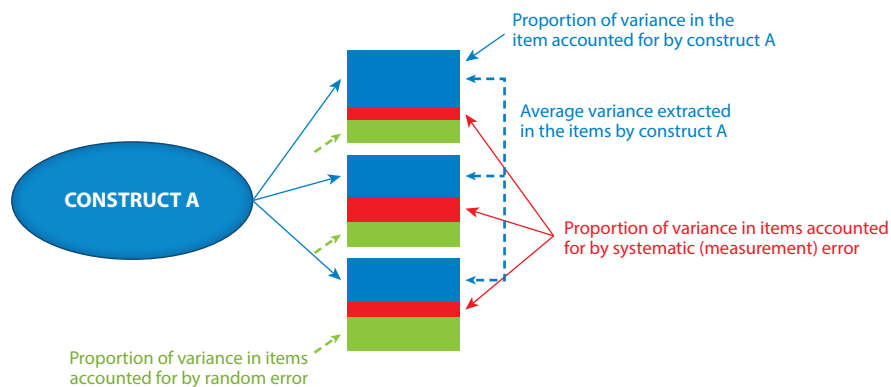 Proportion of variance in the
item accounted for by construct A
Average variance extracted
in the items by construct A
CONSTRUCT A
Proportion of variance in items accounted
for by systematic (measurement) error
Proportion of variance in items
accounted for by random error